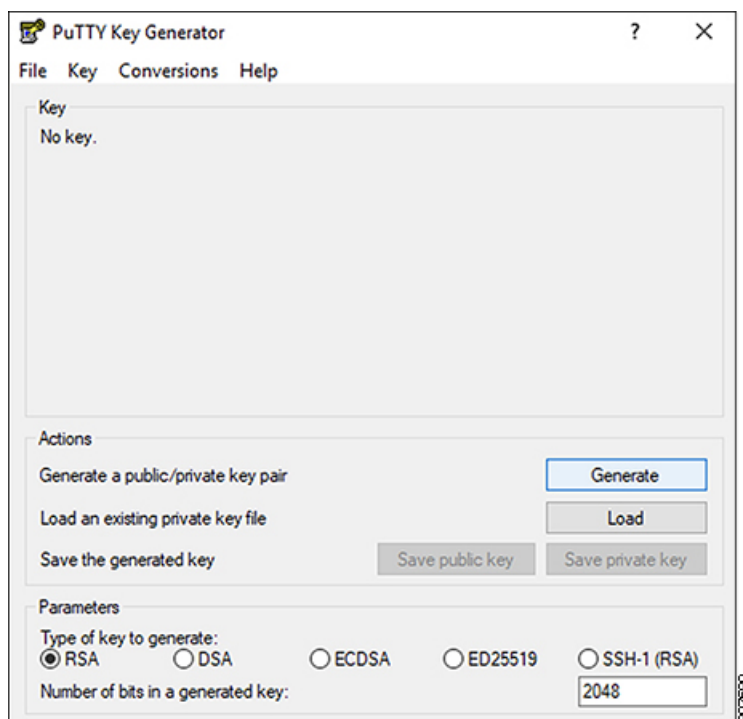 PuTTY Key Generator ? ×
File Key Conversions Help
Key
No key.
Actions
Generate a public/private key pair Generate
Load an existing private key file Load
Save the generated key Save public key Save private key
Parameters
Type of key to generate:
RSA DSA ECDSA ED25519 SSH-1 (RSA)
Number of bits in a generated key: 2048